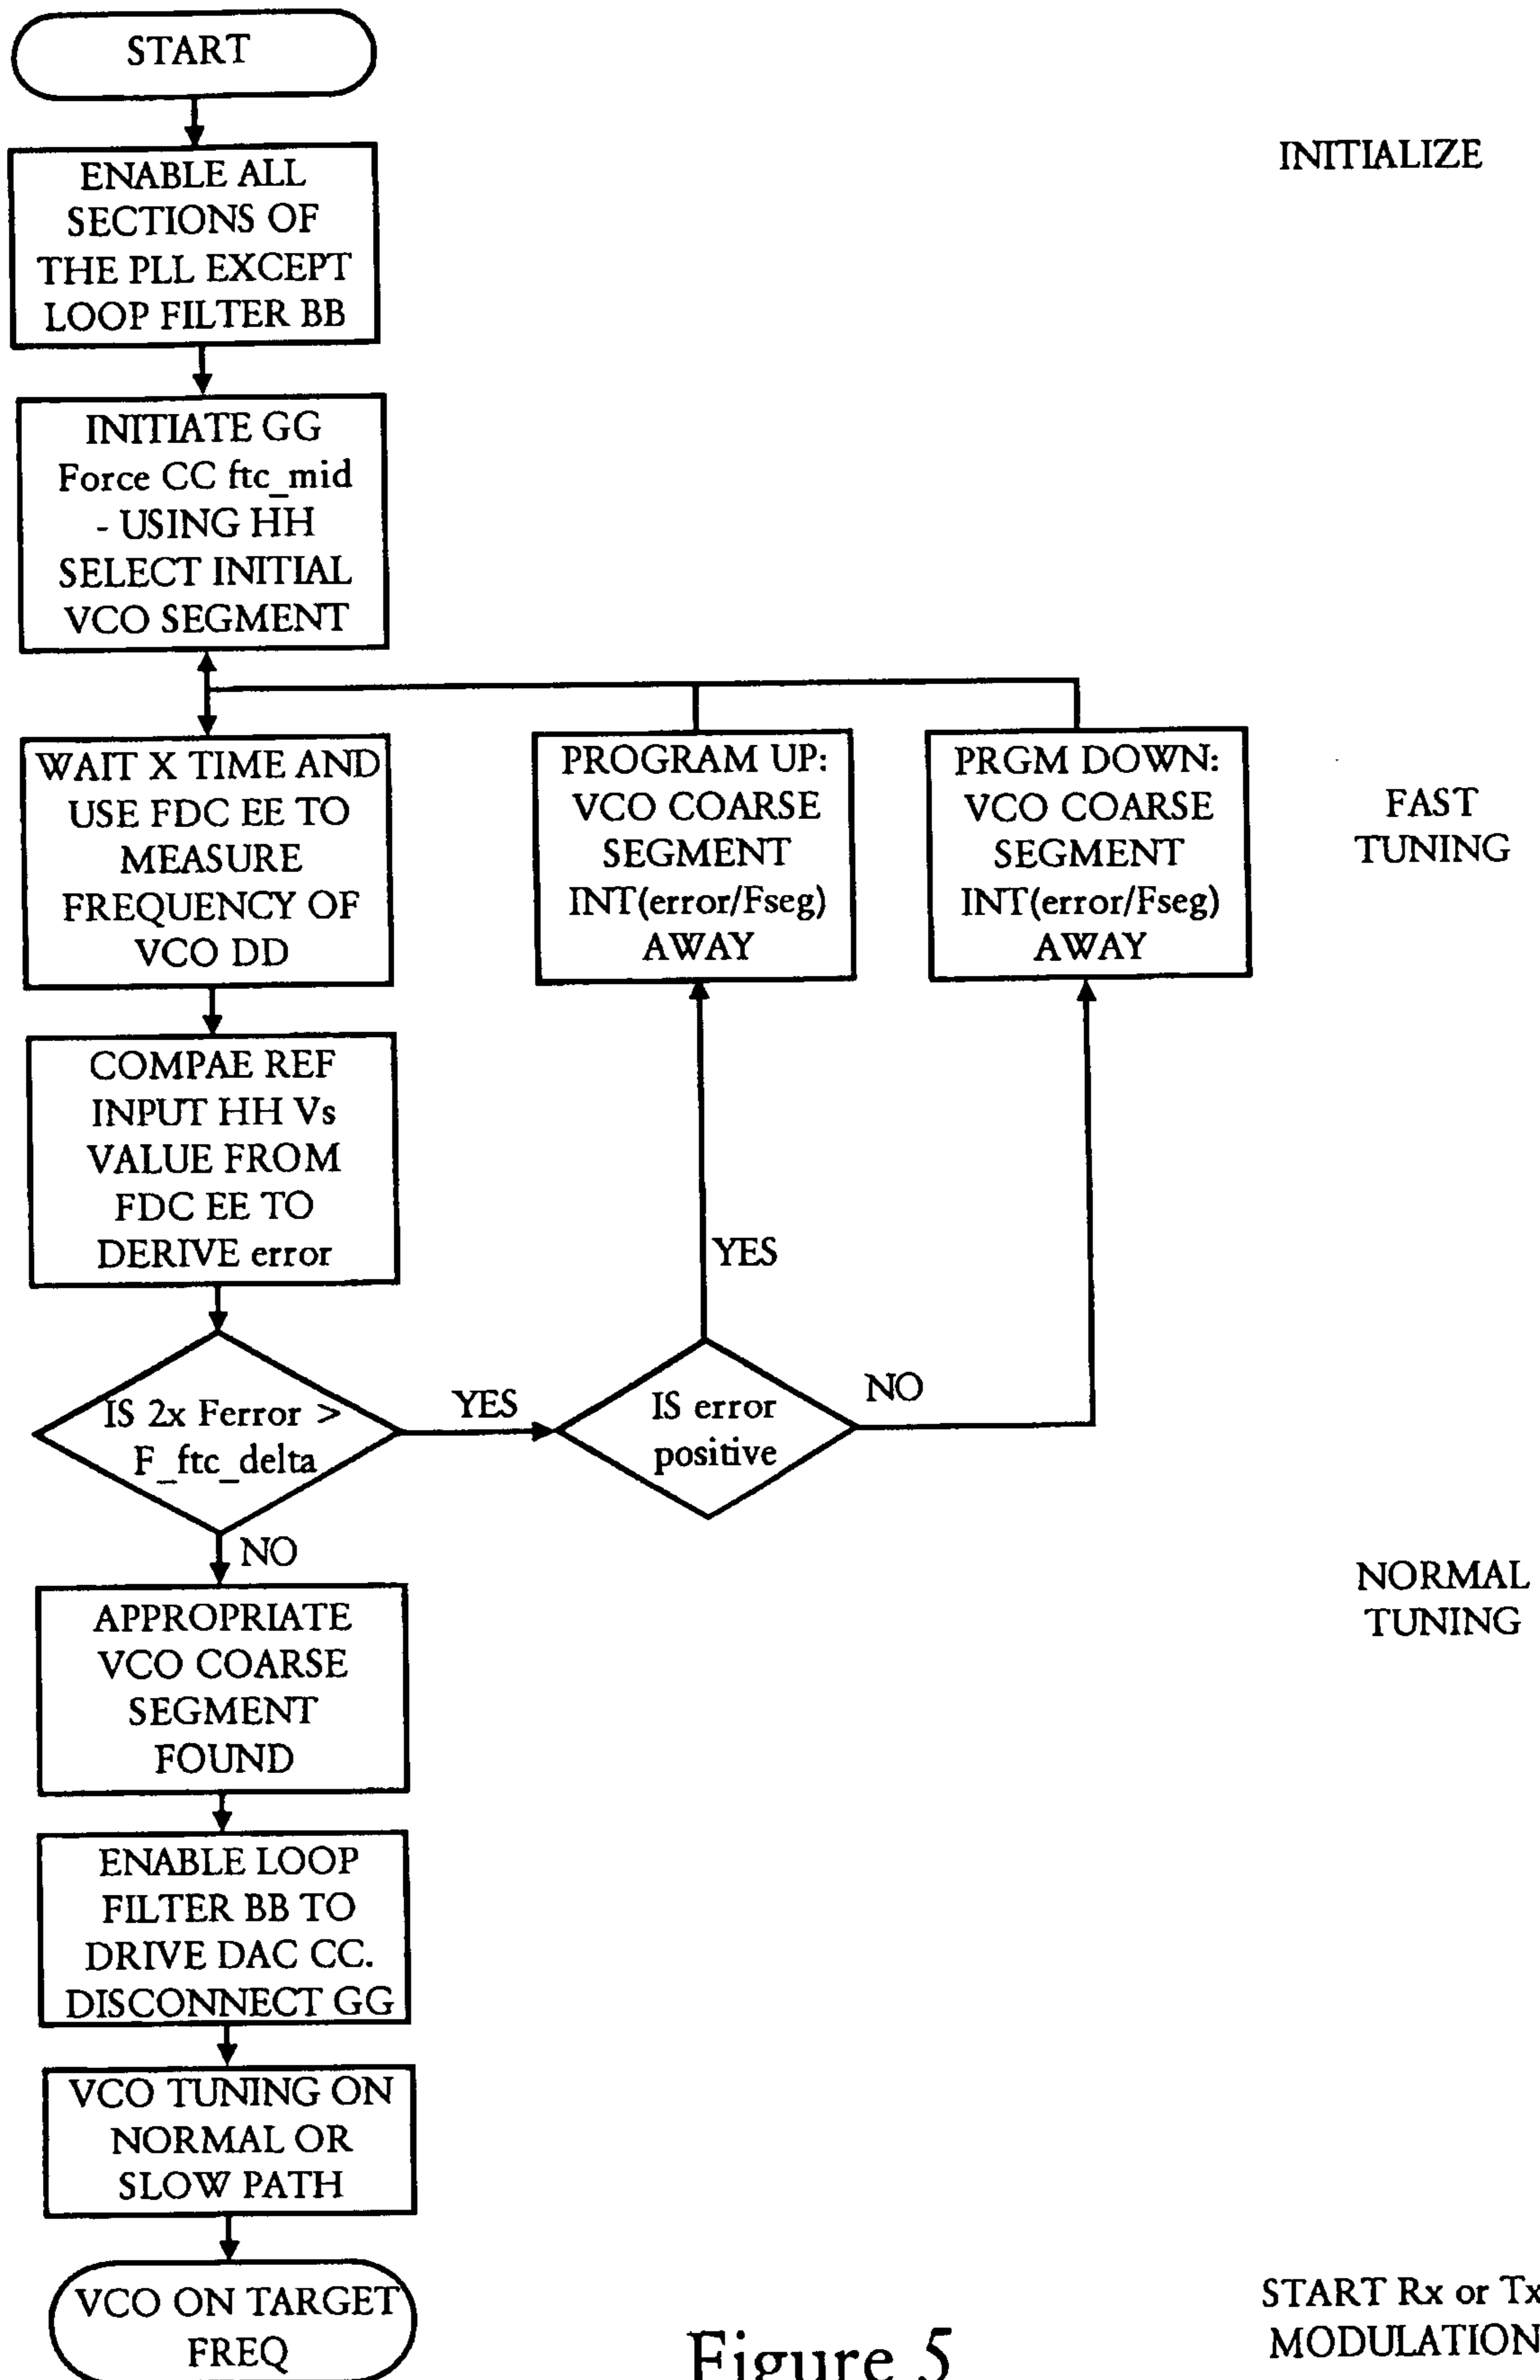 START
ENABLE ALL
SECTIONS OF
THE PLL EXCEPT
LOOP FILTER BB
INITIALIZE
INITIATE GG
Force CC ftc_mid
- USING HH
SELECT INITIAL
VCO SEGMENT
WAIT X TIME AND
USE FDC EE TO
MEASURE
FREQUENCY OF
VCO DD
PROGRAM UP:
VCO COARSE
SEGMENT
INT(error/Fseg)
AWAY
PRGM DOWN:
VCO COARSE
SEGMENT
INT(error/Fseg)
AWAY
FAST
TUNING
COMPAE REF
INPUT HH Vs
VALUE FROM
FDC EE TO
DERIVE error
IS 2x Ferror >
F_ftc_delta
YES
IS error
positive
YES
NO
NO
NORMAL
TUNING
APPROPRIATE
VCO COARSE
SEGMENT
FOUND
ENABLE LOOP
FILTER BB TO
DRIVE DAC CC.
DISCONNECT GG
VCO TUNING ON
NORMAL OR
SLOW PATH
VCO ON TARGET
FREQ
START Rx or Tx
MODULATION
Figure 5